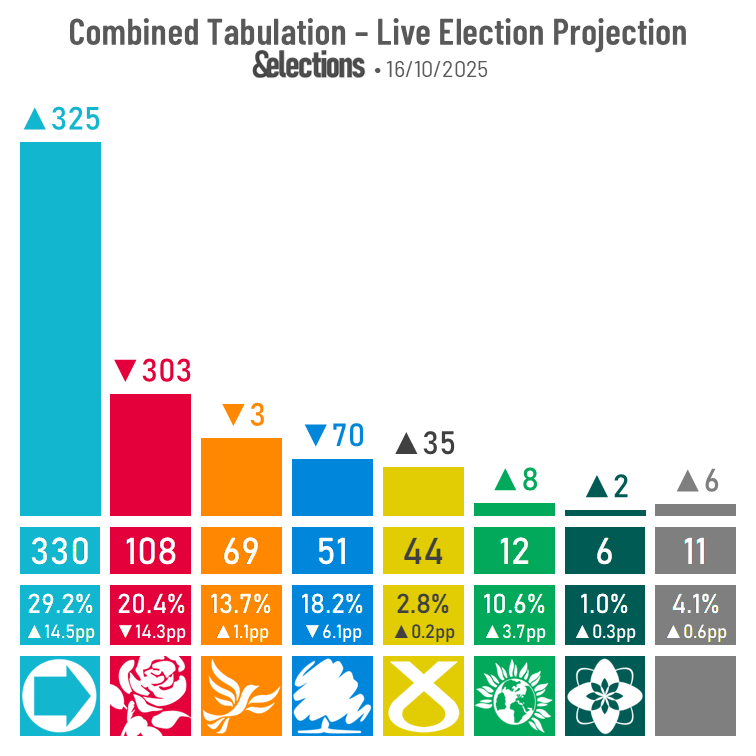 Combined Tabulation – Live Election Projection
&elections • 16/10/2025
▲325
▼303
▼3
▼70
▲35
▲8
▲2
▲6
330 108 69 51 44 12 6 11
29.2% 20.4% 13.7% 18.2% 2.8% 10.6% 1.0% 4.1%
▲14.5pp ▼14.3pp ▲1.1pp ▼6.1pp ▲0.2pp ▲3.7pp ▲0.3pp ▲0.6pp